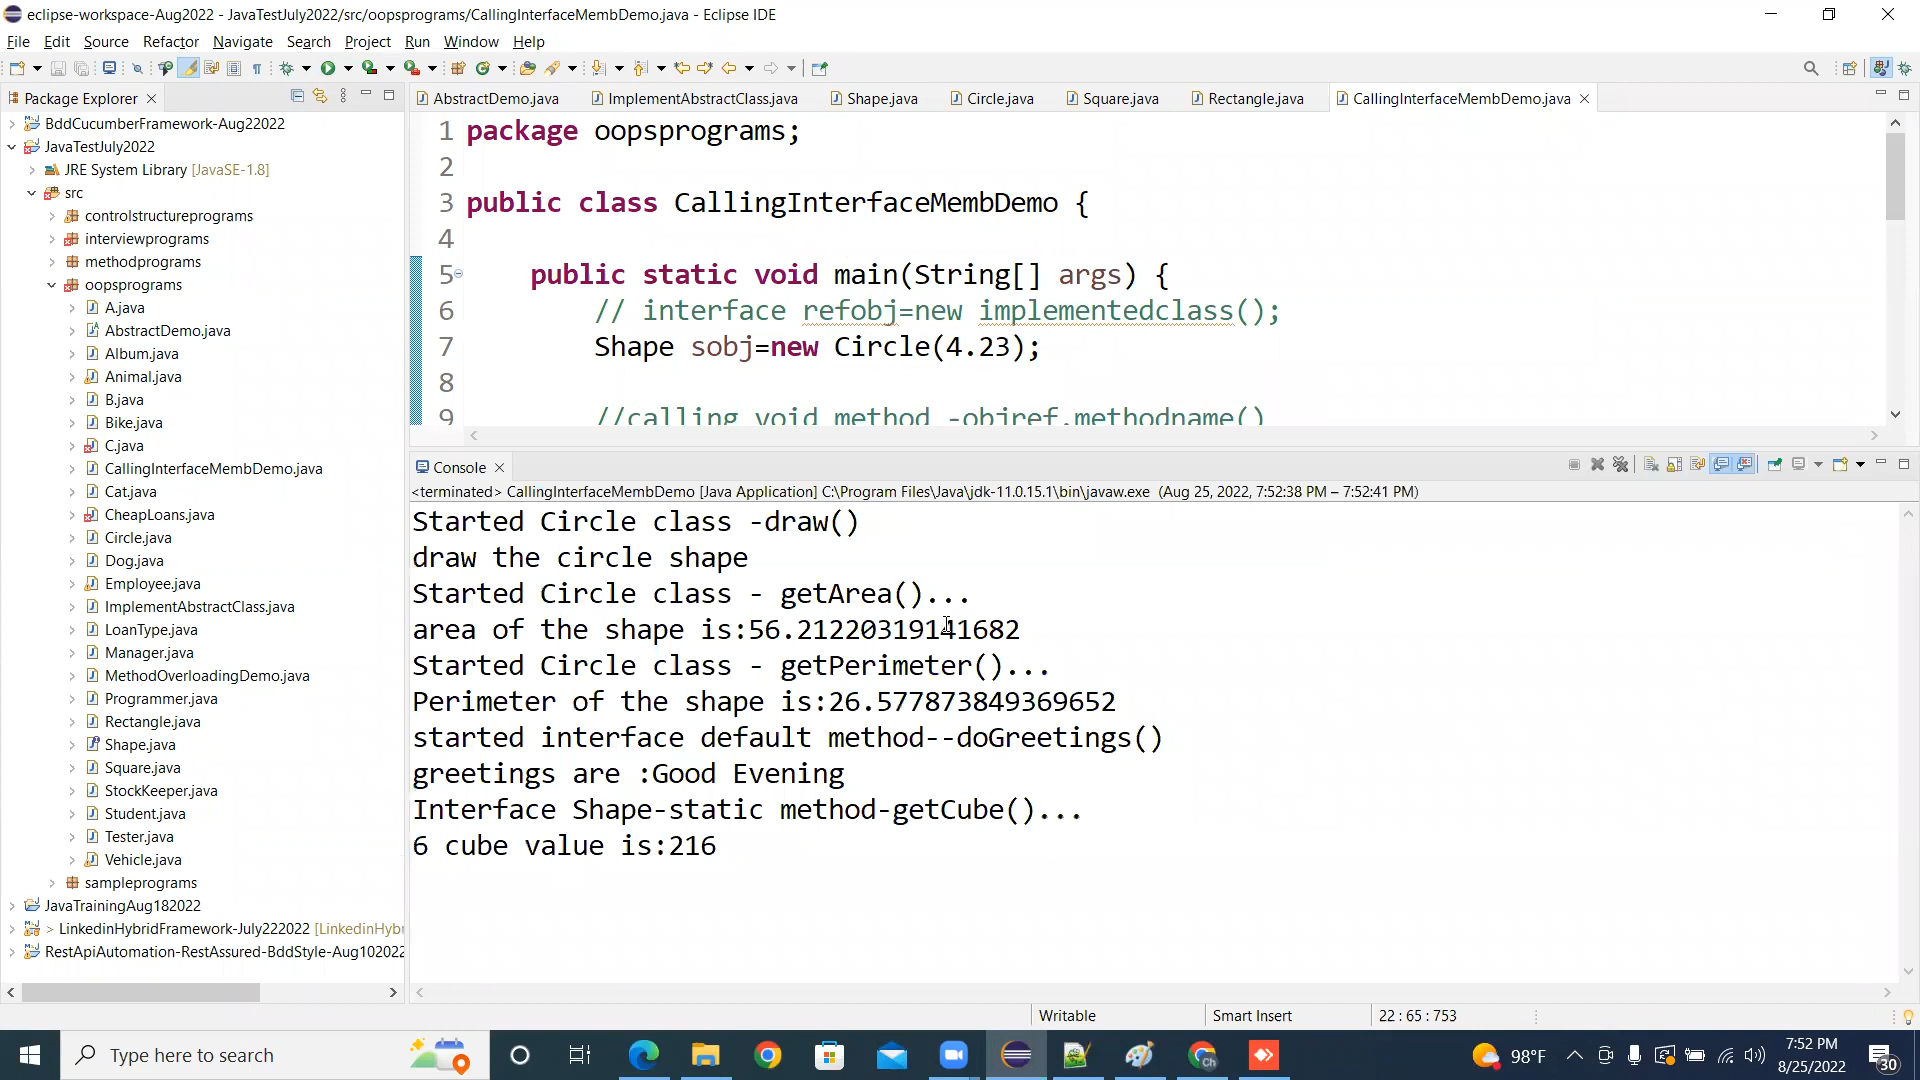 eclipse-workspace-Aug2022 - JavaTestJuly2022/src/oopsprograms/CallingInterfaceMembDemo.java - Eclipse IDE
File Edit Source Refactor Navigate Search Project Run Window Help
Package Explorer
BddCucumberFramework-Aug22022
JavaTestJuly2022
JRE System Library [JavaSE-1.8]
src
controlstructureprograms
interviewprograms
methodprograms
oopsprograms
A.java
AbstractDemo.java
Album.java
Animal.java
B.java
Bike.java
C.java
CallingInterfaceMembDemo.java
Cat.java
CheapLoans.java
Circle.java
Dog.java
Employee.java
ImplementAbstractClass.java
LoanType.java
Manager.java
MethodOverloadingDemo.java
Programmer.java
Rectangle.java
Shape.java
Square.java
StockKeeper.java
Student.java
Tester.java
Vehicle.java
sampleprograms
JavaTrainingAug182022
> LinkedinHybridFramework-July222022 [LinkedinHyb
RestApiAutomation-RestAssured-BddStyle-Aug102022
AbstractDemo.java ImplementAbstractClass.java Shape.java Circle.java Square.java Rectangle.java CallingInterfaceMembDemo.java
1 package oopsprograms;
2
3 public class CallingInterfaceMembDemo {
4
5 public static void main(String[] args) {
6 // interface refobj=new implementedclass();
7 Shape sobj=new Circle(4.23);
8
9 //calling void method -objref.methodname()
Console
<terminated> CallingInterfaceMembDemo [Java Application] C:\Program Files\Java\jdk-11.0.15.1\bin\javaw.exe (Aug 25, 2022, 7:52:38 PM – 7:52:41 PM)
Started Circle class -draw()
draw the circle shape
Started Circle class - getArea()...
area of the shape is:56.21220319141682
Started Circle class - getPerimeter()...
Perimeter of the shape is:26.577873849369652
started interface default method--doGreetings()
greetings are :Good Evening
Interface Shape-static method-getCube()...
6 cube value is:216
Writable Smart Insert 22 : 65 : 753
Type here to search
Ch
98°F
7:52 PM
8/25/2022
30